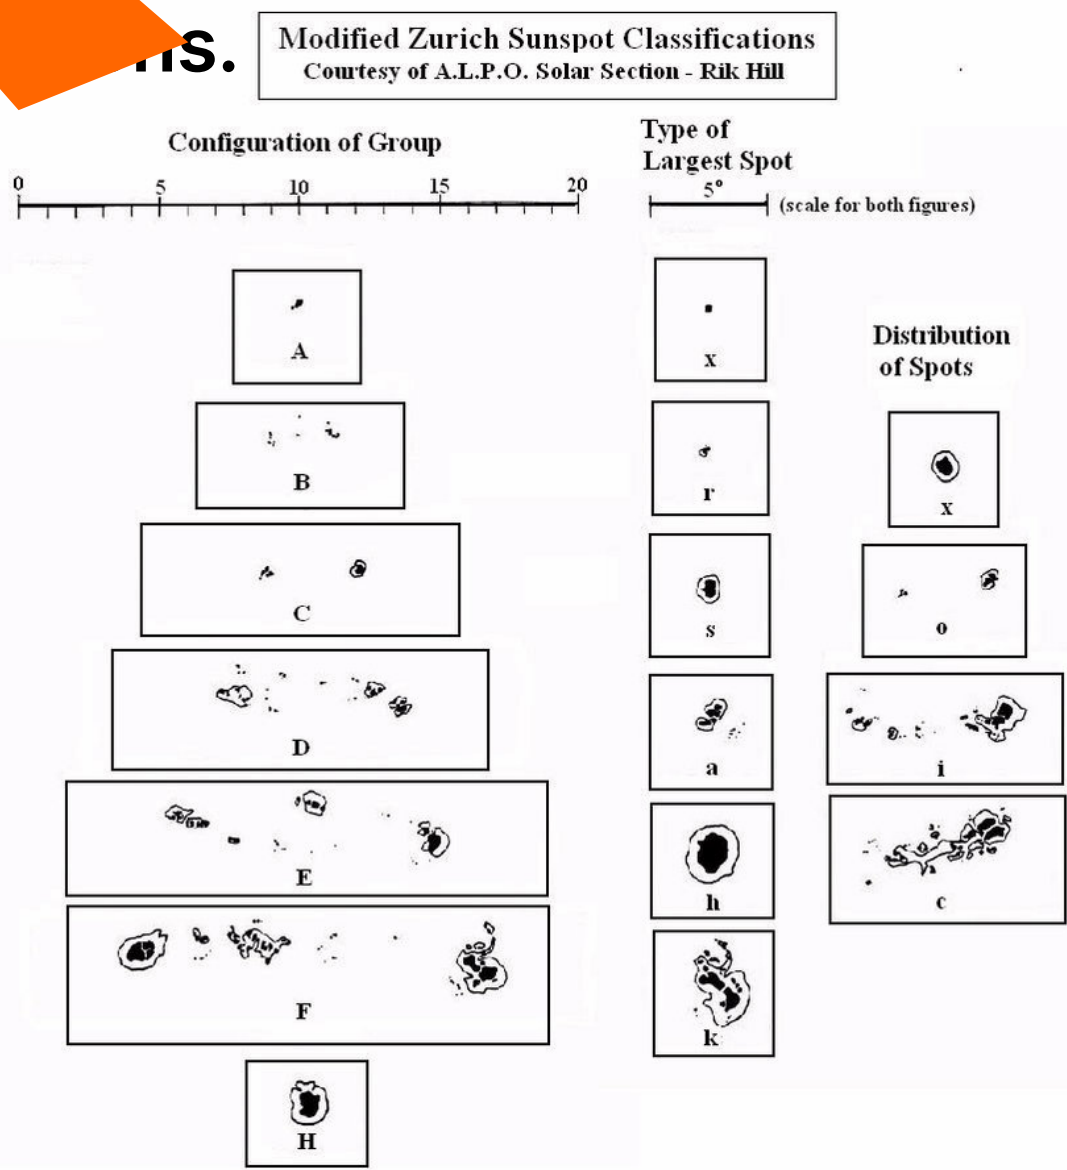 Modified Zurich Sunspot Classifications
Courtesy of A.L.P.O. Solar Section - Rik Hill
Configuration of Group
0 5 10 15 20
Type of
Largest Spot
5°
(scale for both figures)
A
B
C
D
E
F
H
x
r
s
a
h
k
Distribution
of Spots
x
o
i
c